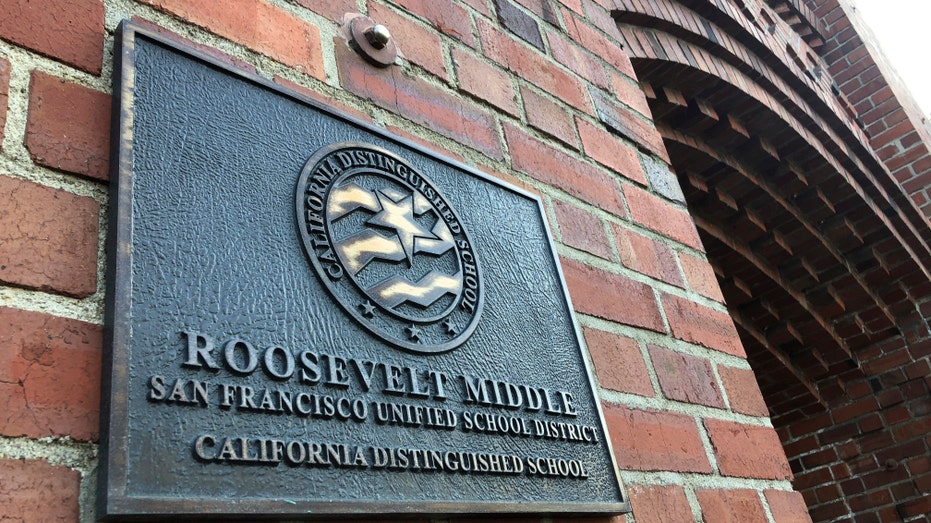 CALIFORNIA DISTINGUISHED SCHOOL
ROOSEVELT MIDDLE
SAN FRANCISCO UNIFIED SCHOOL DISTRICT
CALIFORNIA DISTINGUISHED SCHOOL